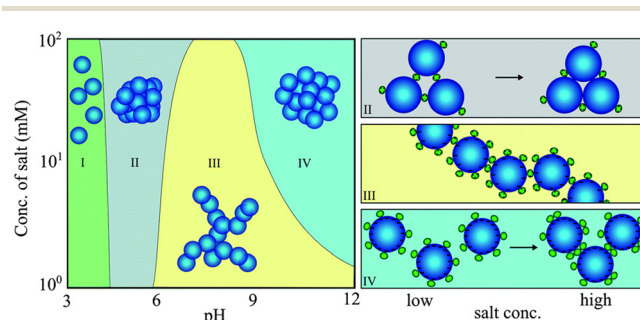 Conc. of salt (mM)
10²
10¹
10⁰
I
II
III
IV
3
6
9
12
pH
II
III
IV
low
high
salt conc.